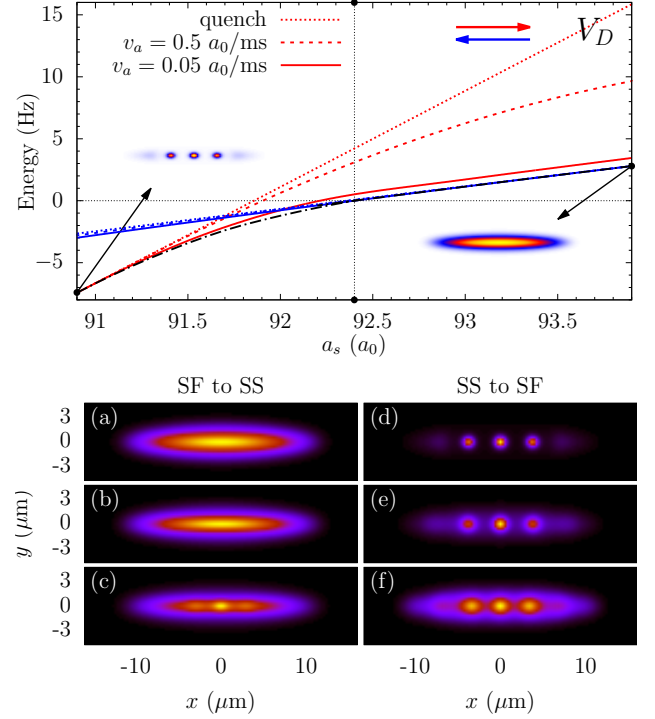 quench
v_a = 0.5 a_0/ms
v_a = 0.05 a_0/ms
V_D
Energy (Hz)
15
10
5
0
−5
91
91.5
92
92.5
93
93.5
a_s (a_0)
SF to SS
SS to SF
(a)
(d)
(b)
(e)
(c)
(f)
3
0
-3
3
0
-3
3
0
-3
y (μm)
-10
0
10
-10
0
10
x (μm)
x (μm)